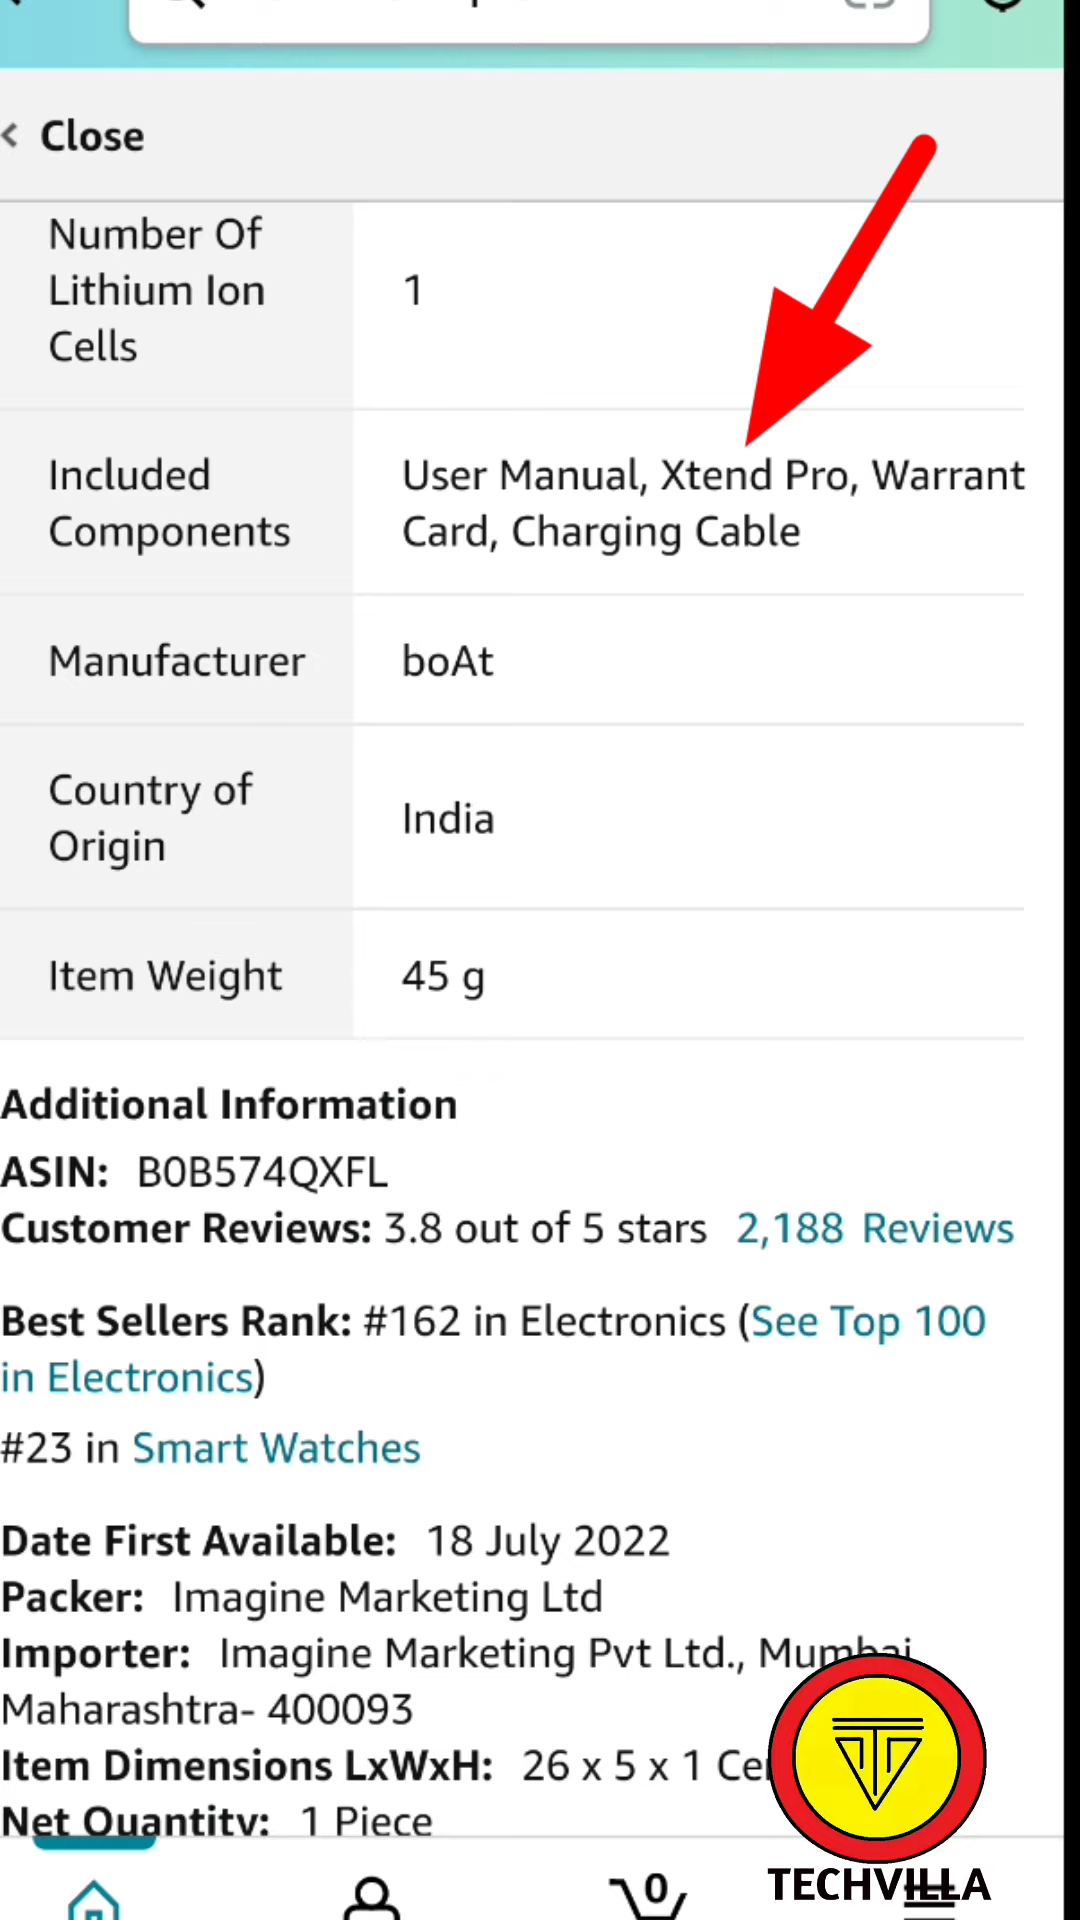 Close
Number Of
Lithium Ion
Cells
1
Included
Components
User Manual, Xtend Pro, Warrant
Card, Charging Cable
Manufacturer
boAt
Country of
Origin
India
Item Weight
45 g
Additional Information
ASIN: B0B574QXFL
Customer Reviews: 3.8 out of 5 stars 2,188 Reviews
Best Sellers Rank: #162 in Electronics (See Top 100
in Electronics)
#23 in Smart Watches
Date First Available: 18 July 2022
Packer: Imagine Marketing Ltd
Importer: Imagine Marketing Pvt Ltd., Mumbai
Maharashtra- 400093
Item Dimensions LxWxH: 26 x 5 x 1 Cen
Net Quantity: 1 Piece
0
TECHVILLA